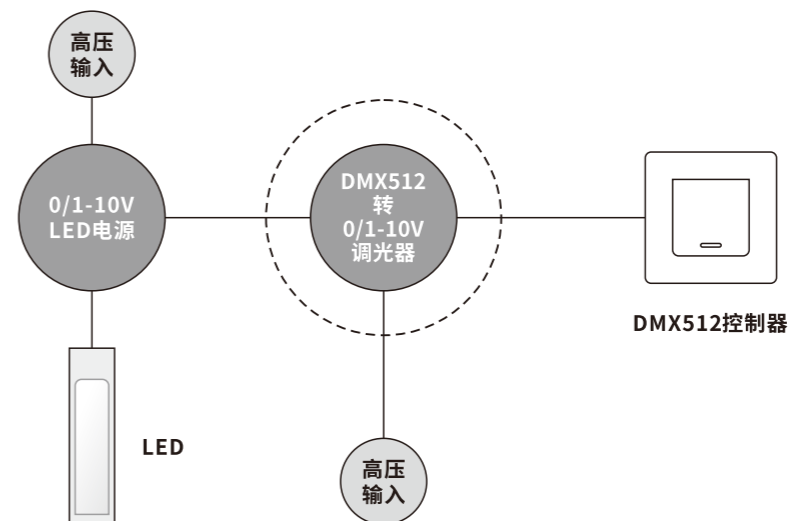 高压
输入
0/1-10V
LED电源
DMX512
转
0/1-10V
调光器
DMX512控制器
LED
高压
输入